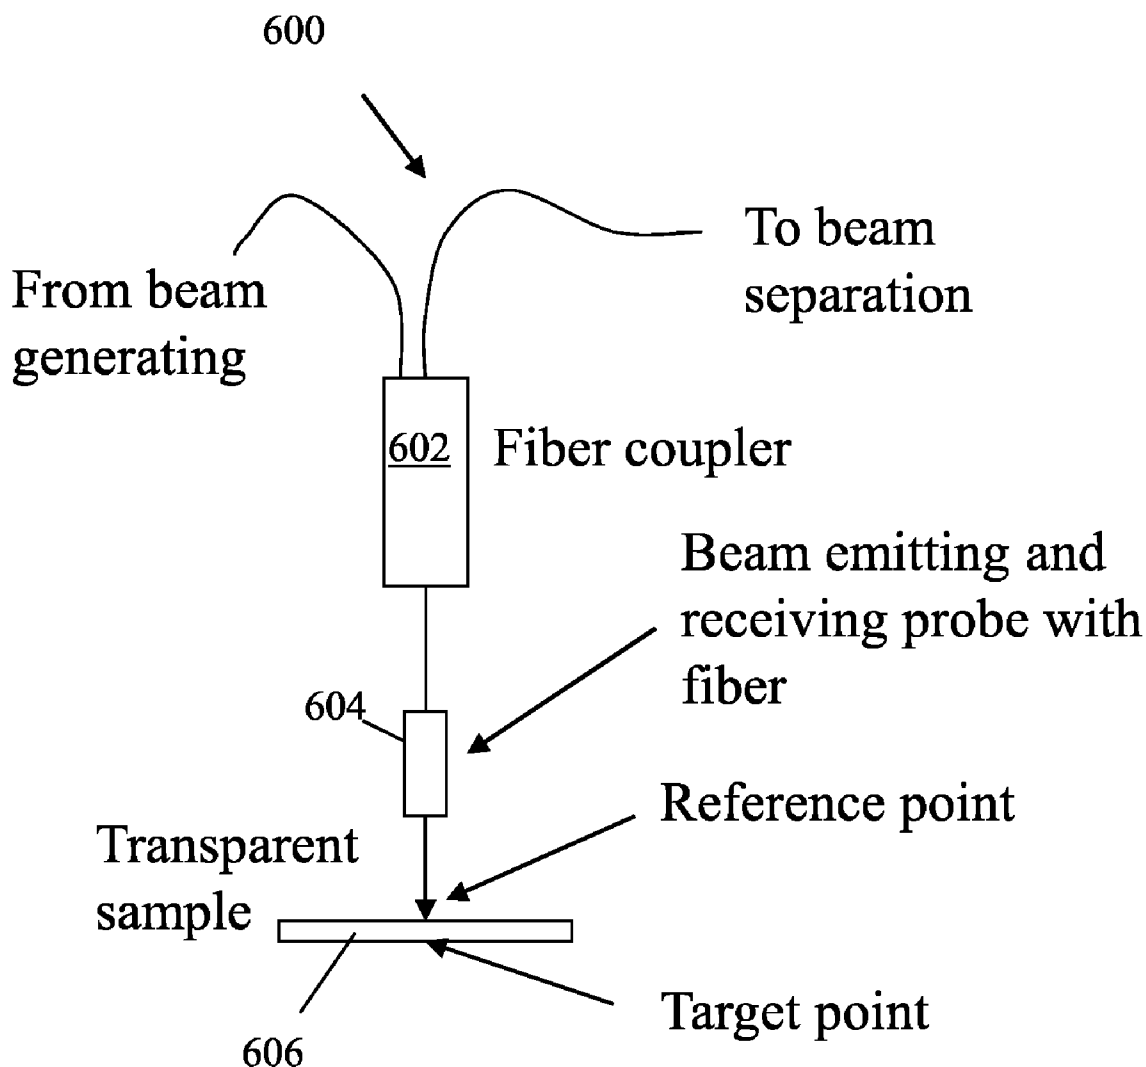 600
To beam
separation
From beam
generating
602
Fiber coupler
Beam emitting and
receiving probe with
fiber
604
Reference point
Transparent
sample
Target point
606